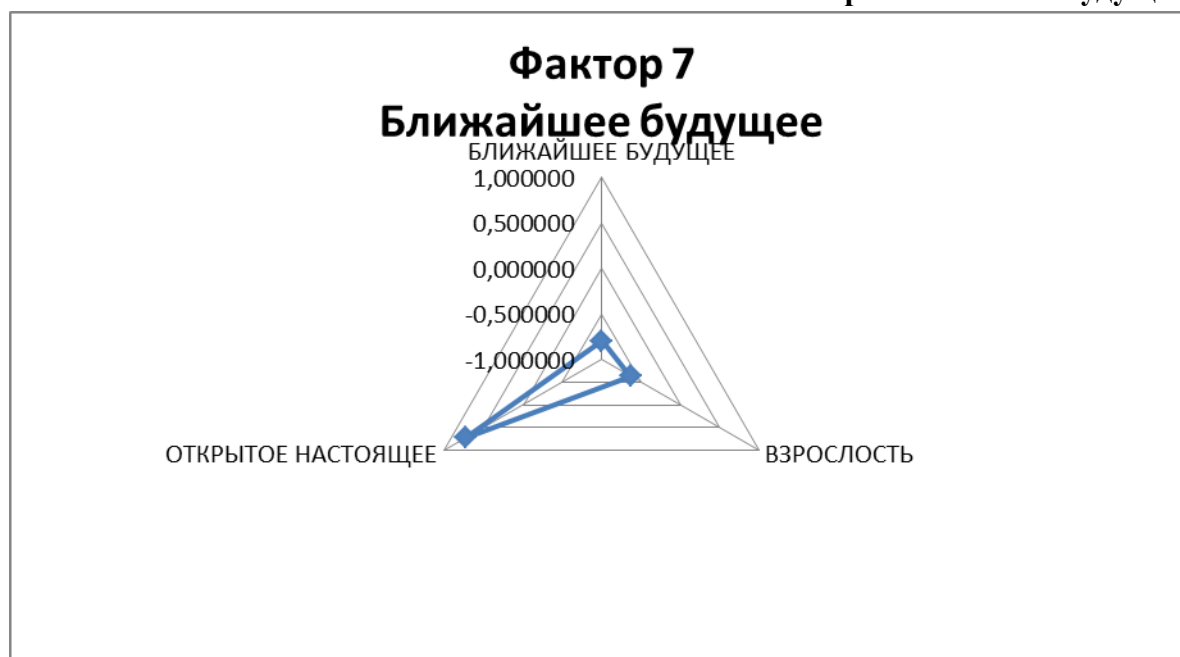 Фактор 7
Ближайшее будущее
БЛИЖАЙШЕЕ БУДУЩЕЕ
1,000000
0,500000
0,000000
-0,500000
-1,000000
ОТКРЫТОЕ НАСТОЯЩЕЕ
ВЗРОСЛОСТЬ